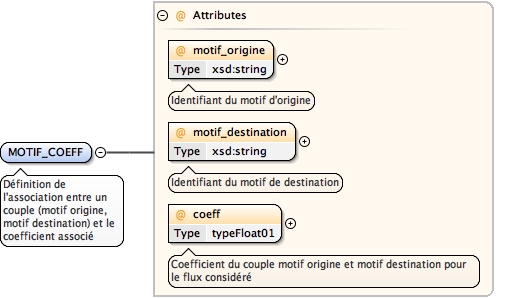 @ Attributes
@ motif_origine
Type xsd:string
Identifiant du motif d'origine
@ motif_destination
Type xsd:string
Identifiant du motif de destination
MOTIF_COEFF
Définition de
l'association entre un
couple (motif origine,
motif destination) et le
coefficient associé
@ coeff
Type typeFloat01
Coefficient du couple motif origine et motif destination pour
le flux considéré